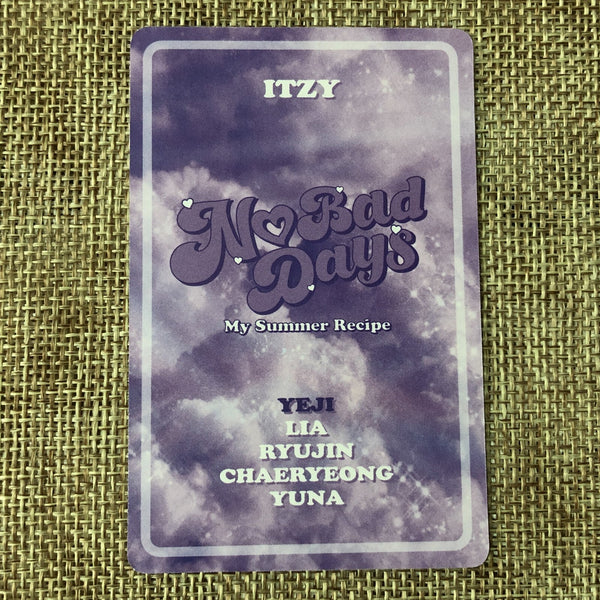 ITZY
No Bad
Days
My Summer Recipe
YEJI
LIA
RYUJIN
CHAERYEONG
YUNA